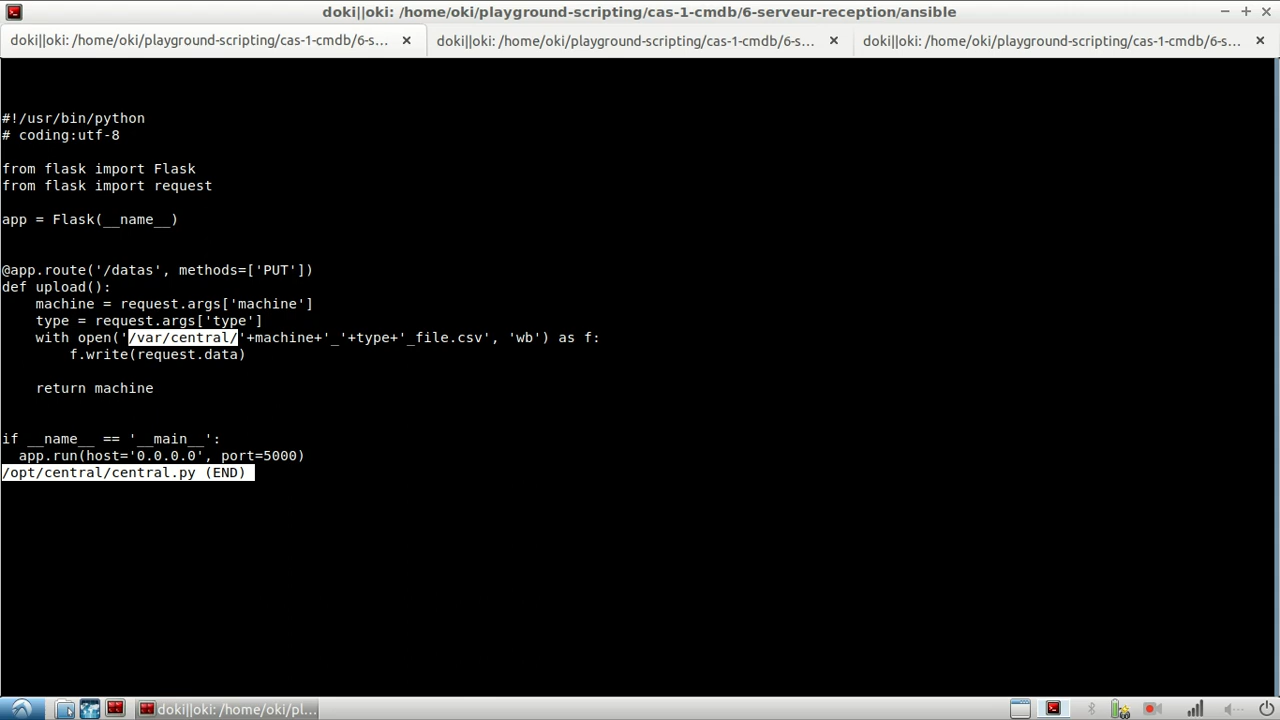 doki||oki: /home/oki/playground-scripting/cas-1-cmdb/6-serveur-reception/ansible
doki||oki: /home/oki/playground-scripting/cas-1-cmdb/6-s...
doki||oki: /home/oki/playground-scripting/cas-1-cmdb/6-s...
doki||oki: /home/oki/playground-scripting/cas-1-cmdb/6-s...
#!/usr/bin/python
# coding:utf-8
from flask import Flask
from flask import request
app = Flask(__name__)
@app.route('/datas', methods=['PUT'])
def upload():
    machine = request.args['machine']
    type = request.args['type']
    with open('/var/central/'+machine+'_'+type+'_file.csv', 'wb') as f:
        f.write(request.data)
    return machine
if __name__ == '__main__':
  app.run(host='0.0.0.0', port=5000)
/opt/central/central.py (END)
doki||oki: /home/oki/pl...